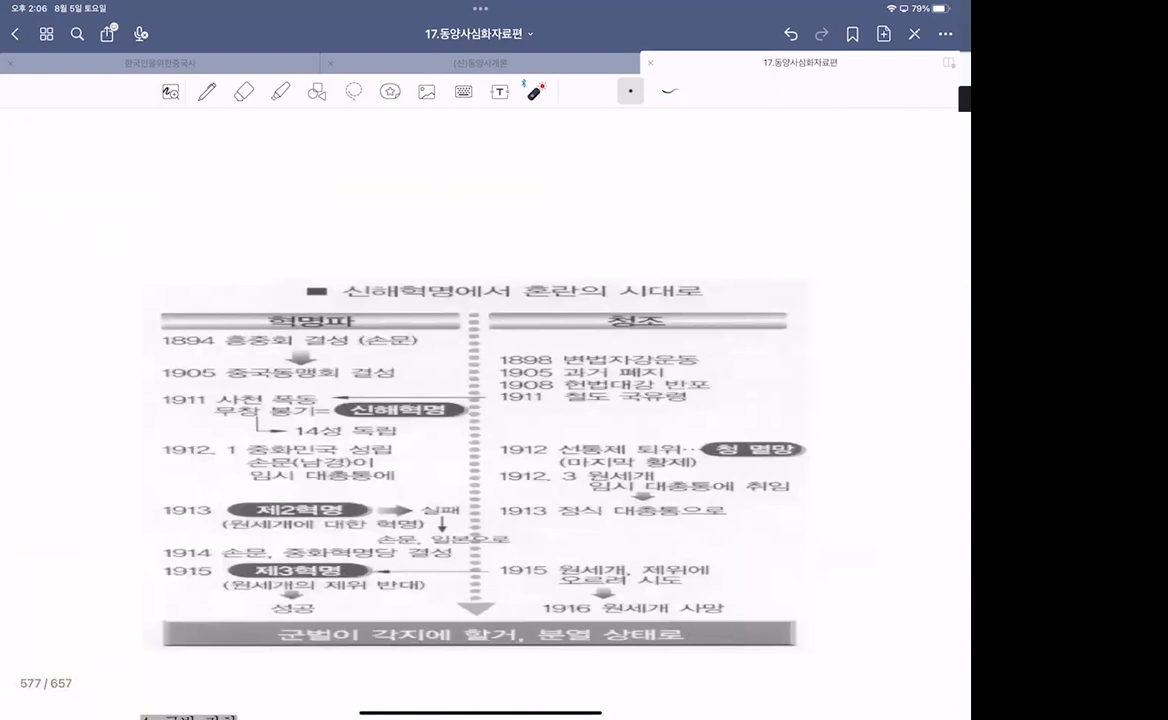 오후 2:06 8월 5일 토요일
79%
17.동양사심화자료편
한국인을위한중국사
(신)동양사개론
17.동양사심화자료편
■ 신해혁명에서 혼란의 시대로
혁명파
청조
1894 흥중회 결성 (손문)
1898 변법자강운동
1905 중국동맹회 결성
1905 과거 폐지
1908 헌법대강 반포
1911 사천 폭동
1911 철도 국유령
무창 봉기= 신해혁명
14성 독립
1912. 1 중화민국 성립
손문(남경)이
임시 대총통에
1912 선통제 퇴위··· 청 멸망
(마지막 황제)
1912. 3 원세개
임시 대총통에 취임
1913 제2혁명 실패
(원세개에 대한 혁명)
손문, 일본으로
1913 정식 대총통으로
1914 손문, 중화혁명당 결성
1915 제3혁명
(원세개의 제위 반대)
성공
1915 원세개, 제위에
오르려 시도
1916 원세개 사망
군벌이 각지에 할거, 분열 상태로
577 / 657